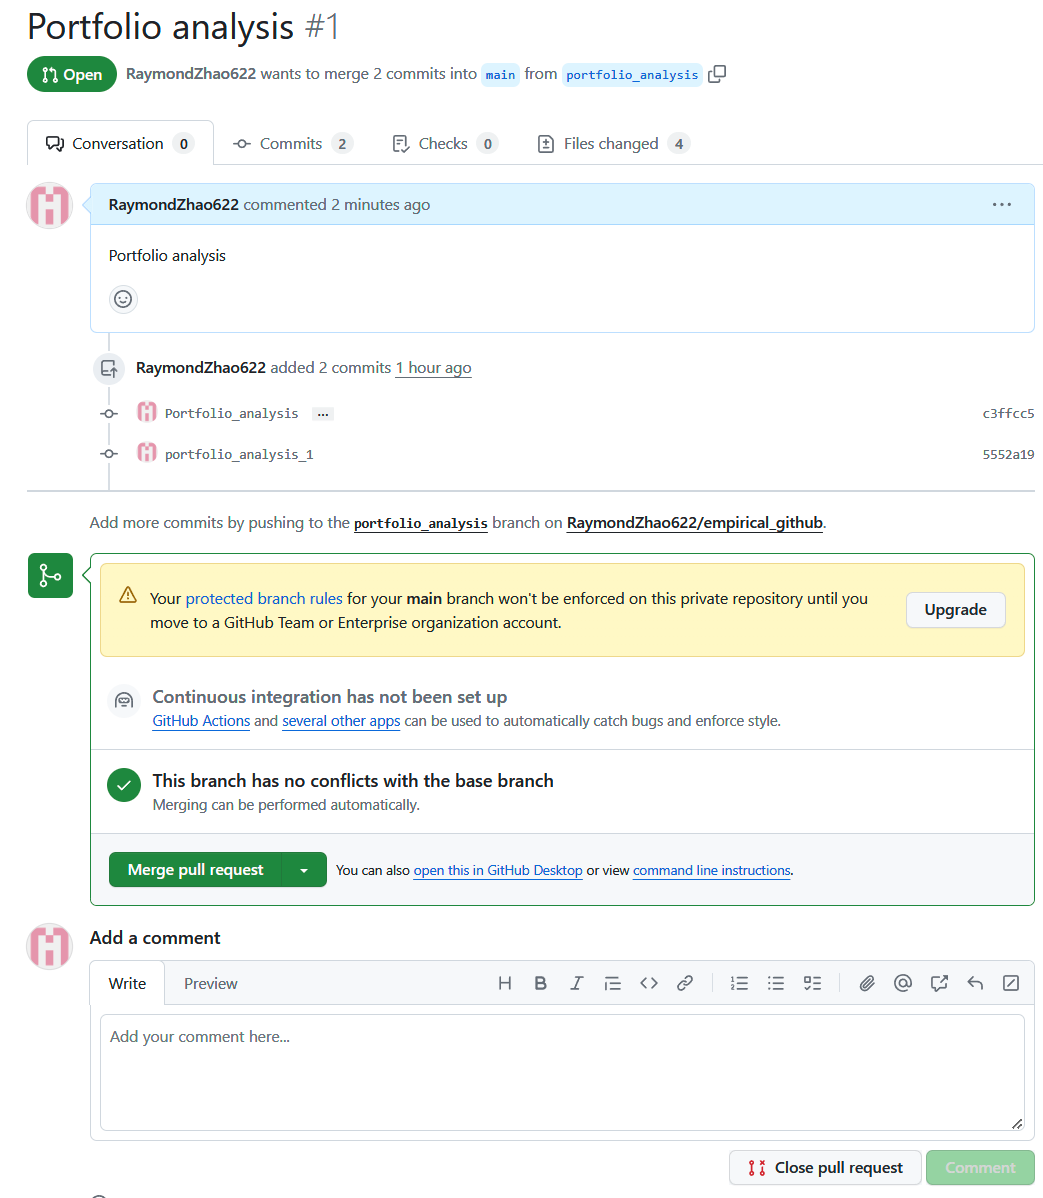 Portfolio analysis #1
Open RaymondZhao622 wants to merge 2 commits into main from portfolio_analysis
Conversation 0 Commits 2 Checks 0 Files changed 4
RaymondZhao622 commented 2 minutes ago
Portfolio analysis
RaymondZhao622 added 2 commits 1 hour ago
Portfolio_analysis ... c3ffcc5
portfolio_analysis_1 5552a19
Add more commits by pushing to the portfolio_analysis branch on RaymondZhao622/empirical_github.
Your protected branch rules for your main branch won't be enforced on this private repository until you
move to a GitHub Team or Enterprise organization account.
Upgrade
Continuous integration has not been set up
GitHub Actions and several other apps can be used to automatically catch bugs and enforce style.
This branch has no conflicts with the base branch
Merging can be performed automatically.
Merge pull request You can also open this in GitHub Desktop or view command line instructions.
Add a comment
Write Preview
Add your comment here...
Close pull request Comment